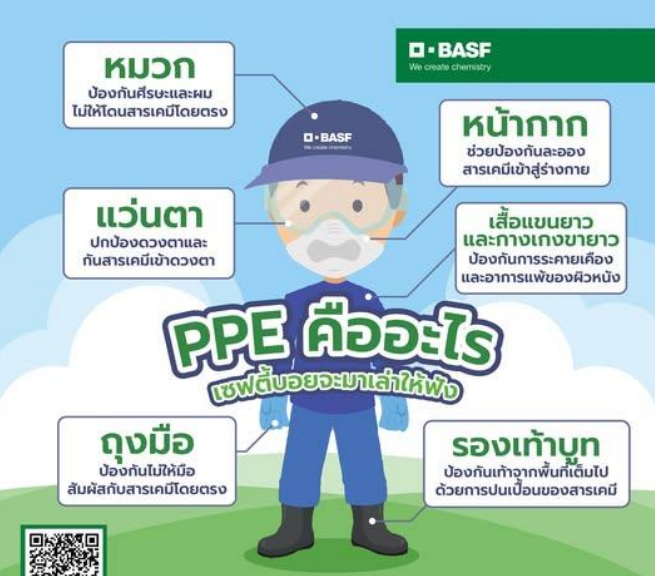 BASF
We create chemistry
หมวก
ป้องกันศีรษะและผม
ไม่ให้โดนสารเคมีโดยตรง
BASF
We create chemistry
หน้ากาก
ช่วยป้องกันละออง
สารเคมีเข้าสู่ร่างกาย
แว่นตา
ปกป้องดวงตาและ
กันสารเคมีเข้าดวงตา
เสื้อแขนยาว
และกางเกงขายาว
ป้องกันการระคายเคือง
และอาการแพ้ของผิวหนัง
PPE คืออะไร
เซฟตี้บอยจะมาเล่าให้ฟัง
ถุงมือ
ป้องกันไม่ให้มือ
สัมผัสกับสารเคมีโดยตรง
รองเท้าบูท
ป้องกันเท้าจากพื้นที่เต็มไป
ด้วยการปนเปื้อนของสารเคมี